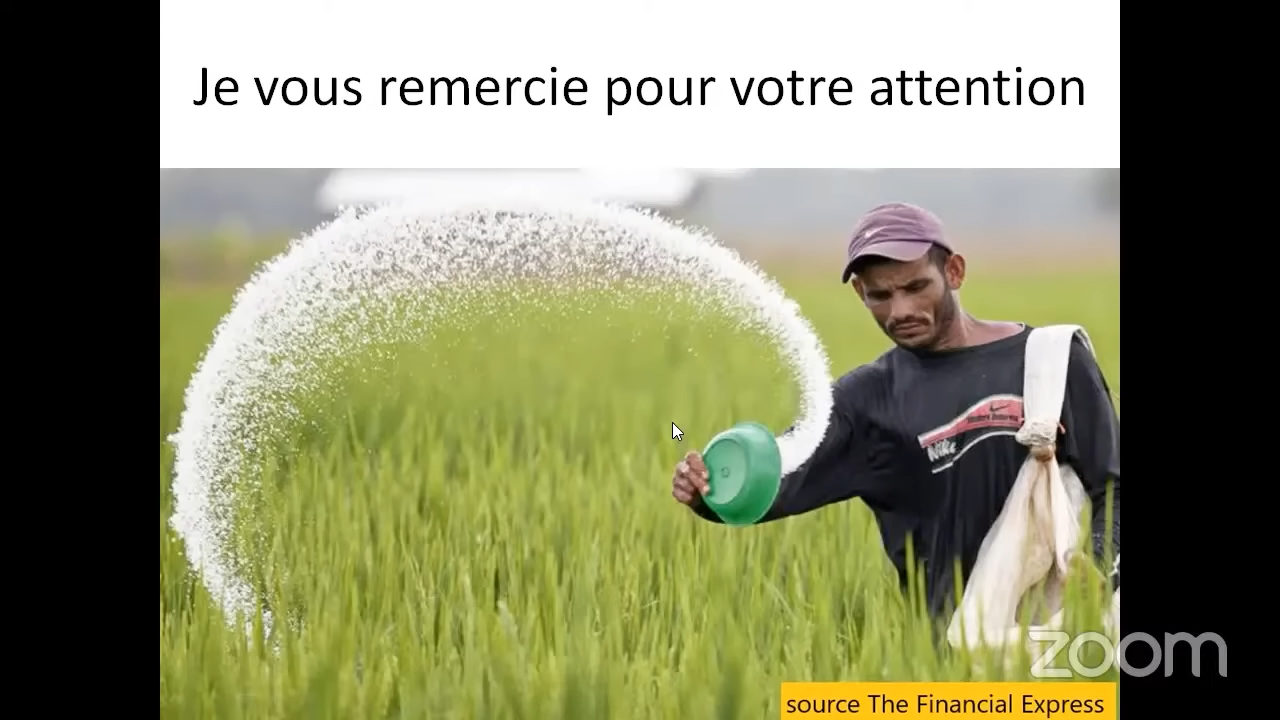 Je vous remercie pour votre attention
Nike
zoom
source The Financial Express